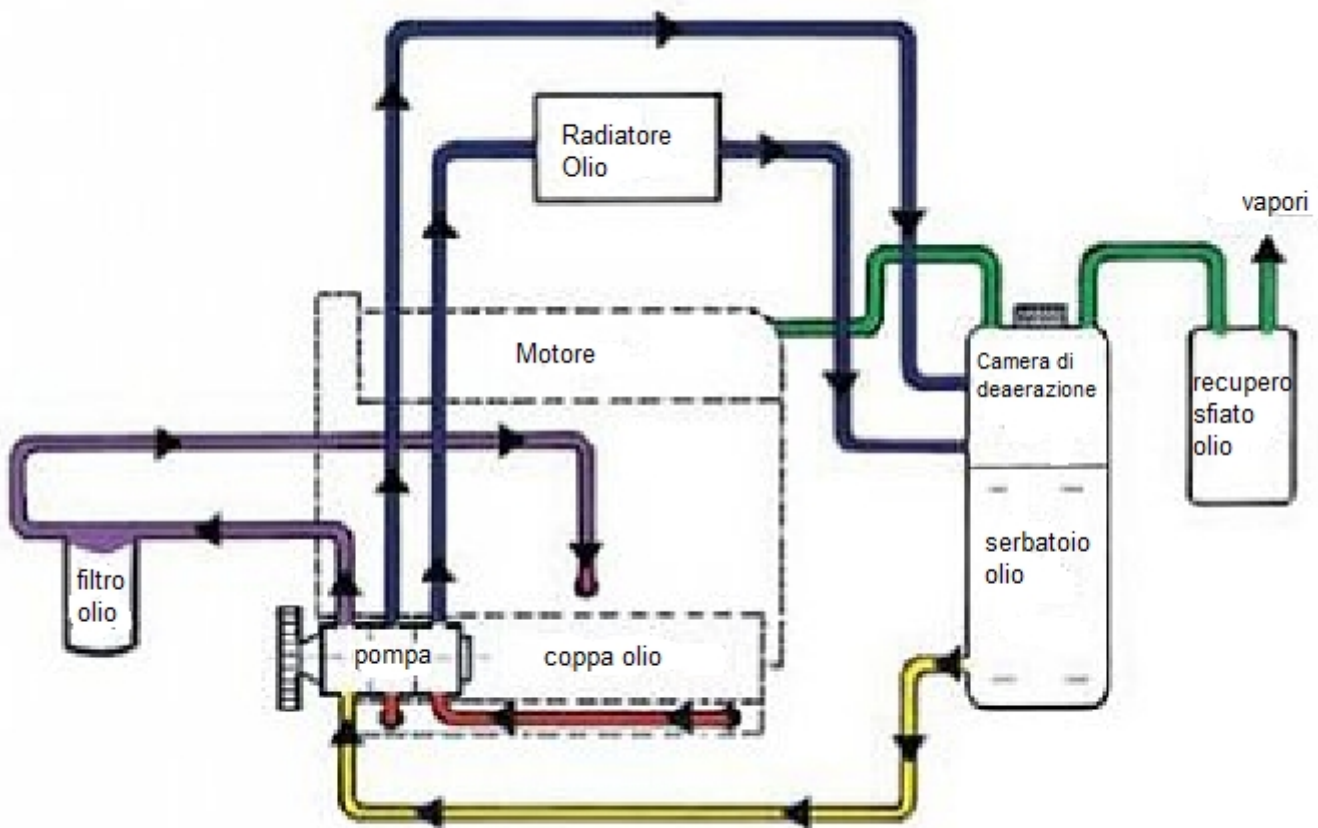 Radiatore
Olio
vapori
Motore
Camera di
deaerazione
recupero
sfiato
olio
serbatoio
olio
filtro
olio
pompa
coppa olio